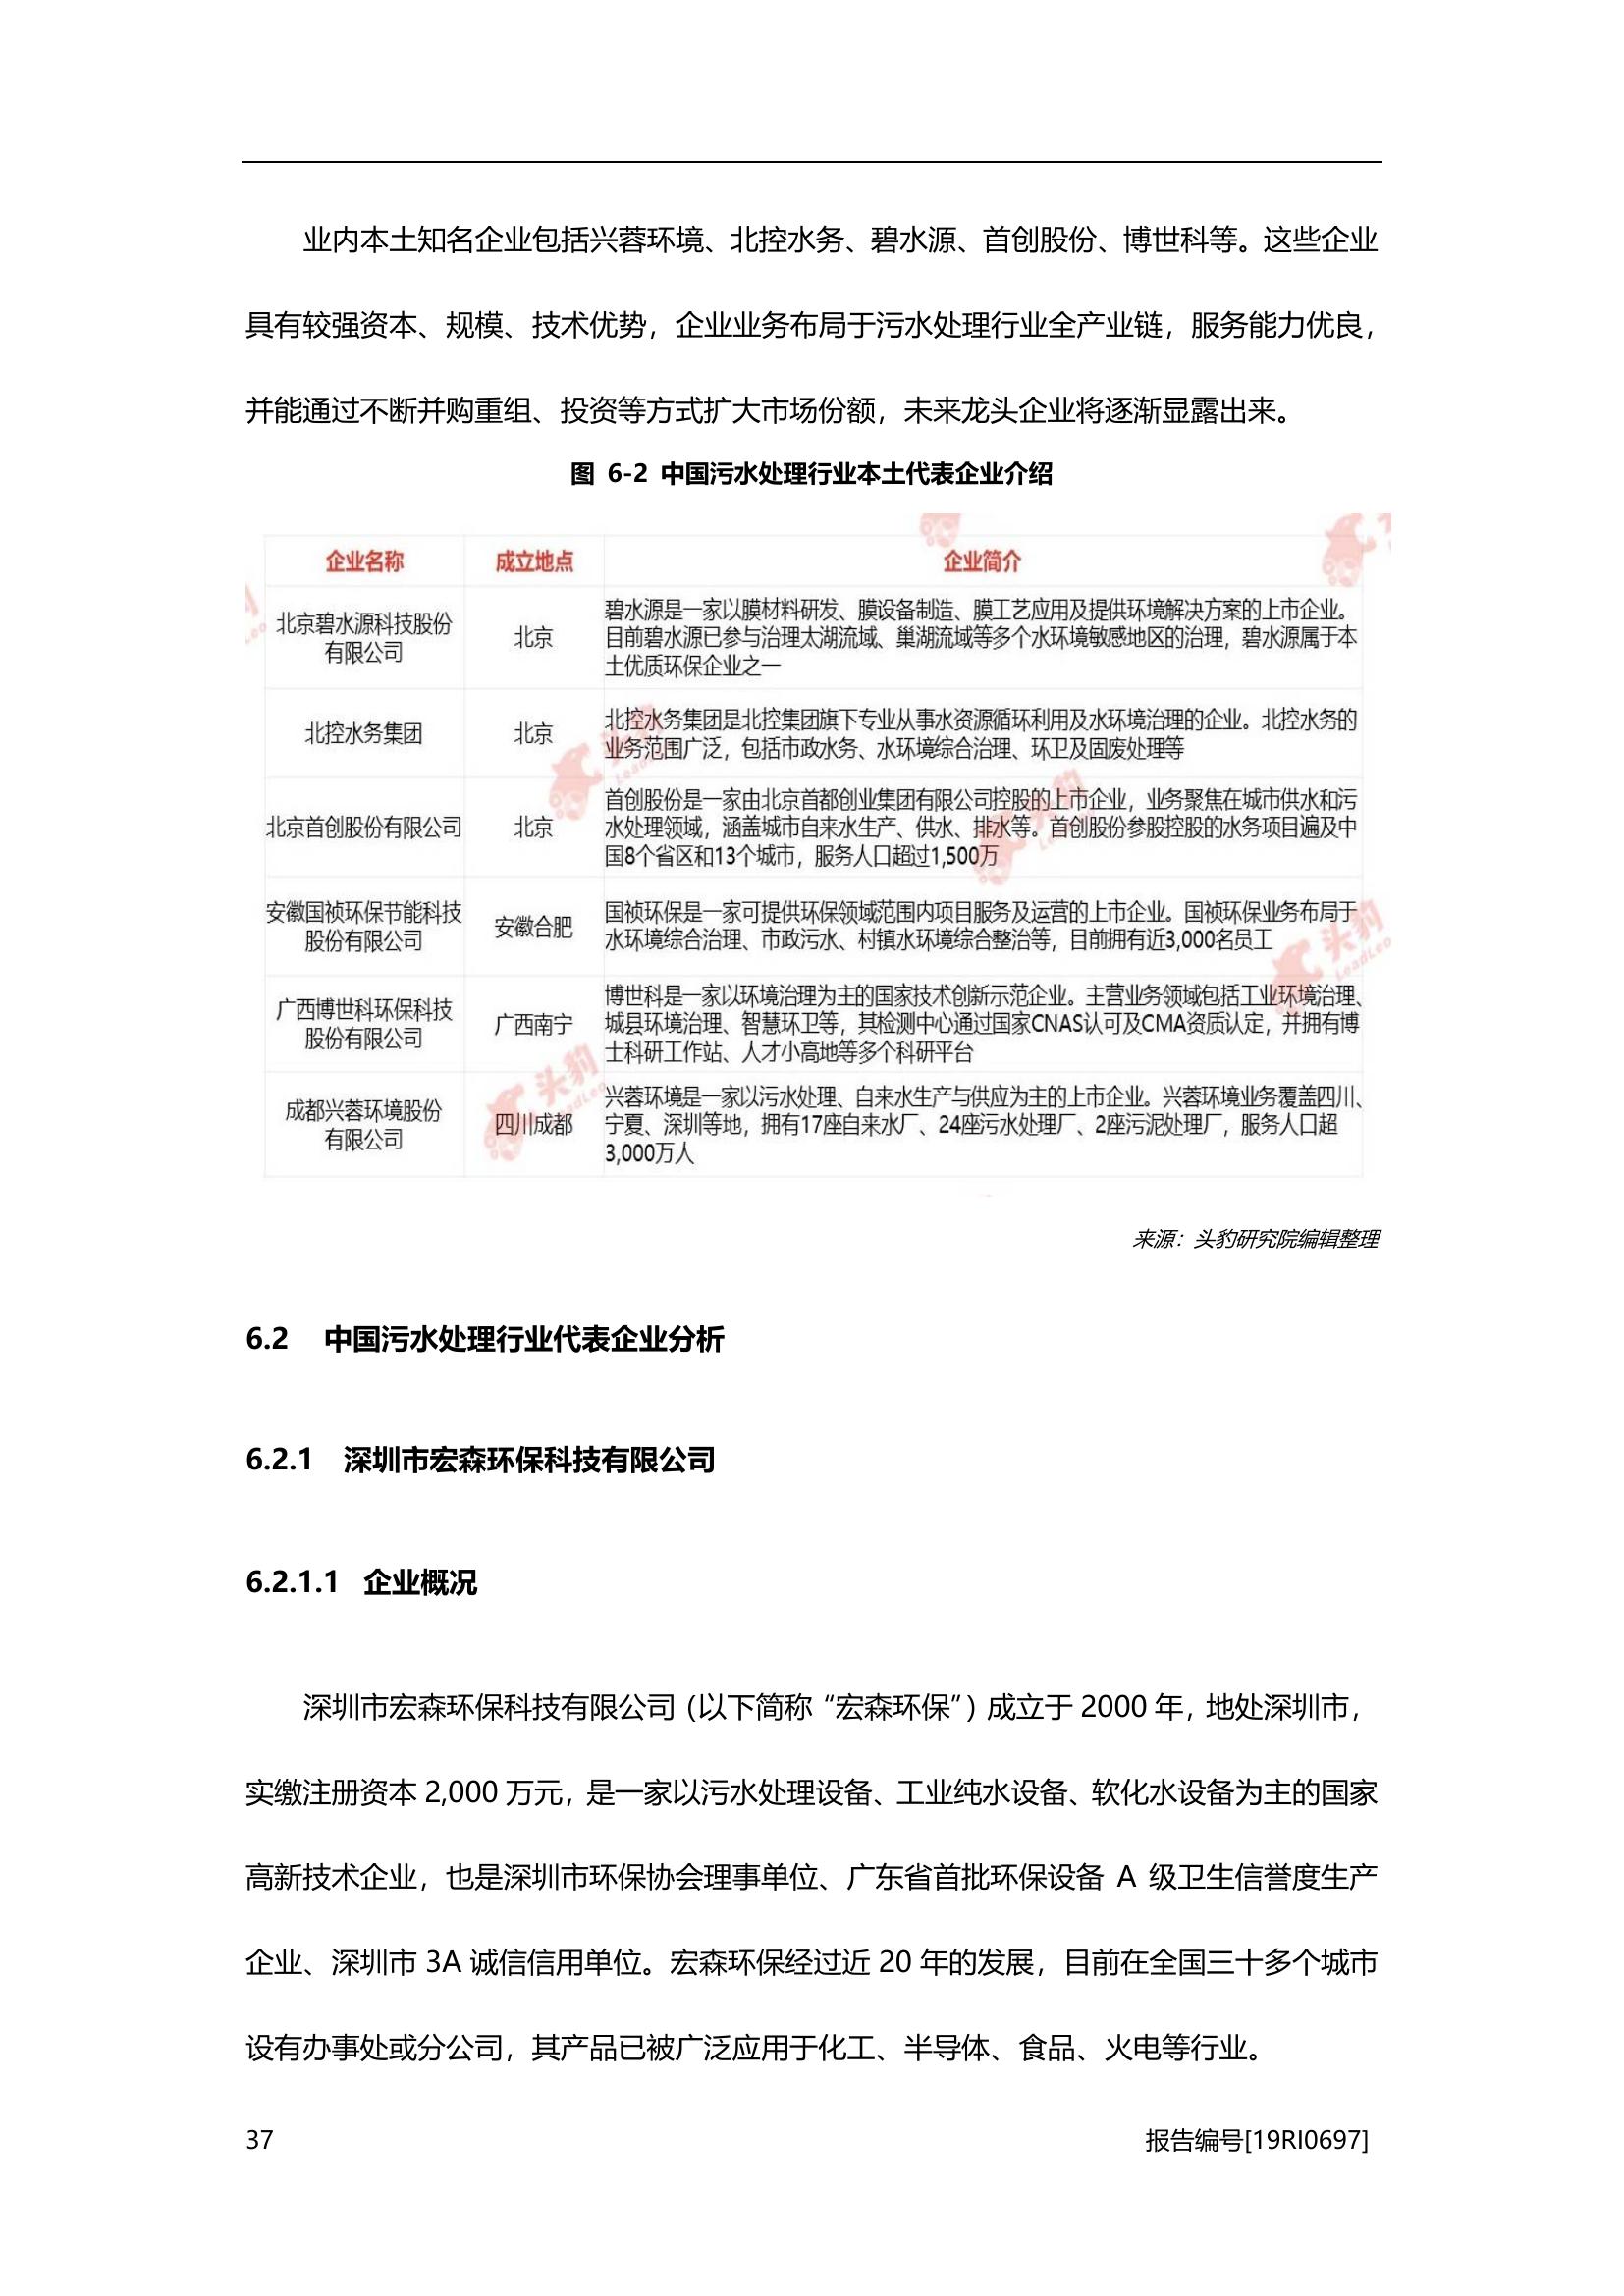 业内本土知名企业包括兴蓉环境、北控水务、碧水源、首创股份、博世科等。这些企业
具有较强资本、规模、技术优势，企业业务布局于污水处理行业全产业链，服务能力优良，
并能通过不断并购重组、投资等方式扩大市场份额，未来龙头企业将逐渐显露出来。
图 6-2 中国污水处理行业本土代表企业介绍
企业名称 成立地点 企业简介
北京碧水源科技股份
有限公司
北京
碧水源是一家以膜材料研发、膜设备制造、膜工艺应用及提供环境解决方案的上市企业。
目前碧水源已参与治理太湖流域、巢湖流域等多个水环境敏感地区的治理，碧水源属于本
土优质环保企业之一
北控水务集团
北京
北控水务集团是北控集团旗下专业从事水资源循环利用及水环境治理的企业。北控水务的
业务范围广泛，包括市政水务、水环境综合治理、环卫及固废处理等
北京首创股份有限公司
北京
首创股份是一家由北京首都创业集团有限公司控股的上市企业，业务聚焦在城市供水和污
水处理领域，涵盖城市自来水生产、供水、排水等。首创股份参股控股的水务项目遍及中
国8个省区和13个城市，服务人口超过1,500万
安徽国祯环保节能科技
股份有限公司
安徽合肥
国祯环保是一家可提供环保领域范围内项目服务及运营的上市企业。国祯环保业务布局于
水环境综合治理、市政污水、村镇水环境综合整治等，目前拥有近3,000名员工
广西博世科环保科技
股份有限公司
广西南宁
博世科是一家以环境治理为主的国家技术创新示范企业。主营业务领域包括工业环境治理、
城县环境治理、智慧环卫等，其检测中心通过国家CNAS认可及CMA资质认定，并拥有博
士科研工作站、人才小高地等多个科研平台
成都兴蓉环境股份
有限公司
四川成都
兴蓉环境是一家以污水处理、自来水生产与供应为主的上市企业。兴蓉环境业务覆盖四川、
宁夏、深圳等地，拥有17座自来水厂、24座污水处理厂、2座污泥处理厂，服务人口超
3,000万人
头豹
LeadLeo
来源：头豹研究院编辑整理
6.2 中国污水处理行业代表企业分析
6.2.1 深圳市宏森环保科技有限公司
6.2.1.1 企业概况
深圳市宏森环保科技有限公司（以下简称“宏森环保”）成立于 2000 年，地处深圳市，
实缴注册资本 2,000 万元，是一家以污水处理设备、工业纯水设备、软化水设备为主的国家
高新技术企业，也是深圳市环保协会理事单位、广东省首批环保设备 A 级卫生信誉度生产
企业、深圳市 3A 诚信信用单位。宏森环保经过近 20 年的发展，目前在全国三十多个城市
设有办事处或分公司，其产品已被广泛应用于化工、半导体、食品、火电等行业。
37 报告编号[19RI0697]